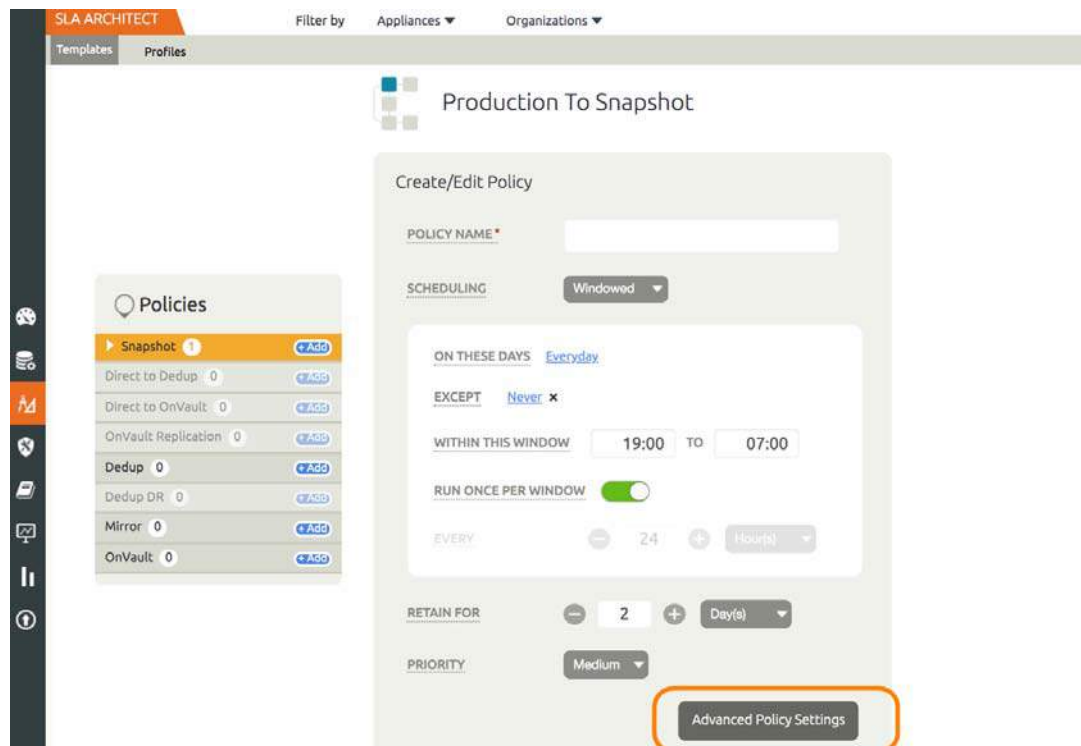 SLA ARCHITECT Filter by Appliances Organizations
Templates Profiles
Production To Snapshot
Create/Edit Policy
POLICY NAME*
SCHEDULING Windowed
ON THESE DAYS Everyday
EXCEPT Never ×
WITHIN THIS WINDOW 19:00 TO 07:00
RUN ONCE PER WINDOW
EVERY 24 Hour(s)
RETAIN FOR 2 Day(s)
PRIORITY Medium
Advanced Policy Settings
Policies
Snapshot 1 + Add
Direct to Dedup 0 + Add
Direct to OnVault 0 + Add
OnVault Replication 0 + Add
Dedup 0 + Add
Dedup DR 0 + Add
Mirror 0 + Add
OnVault 0 + Add